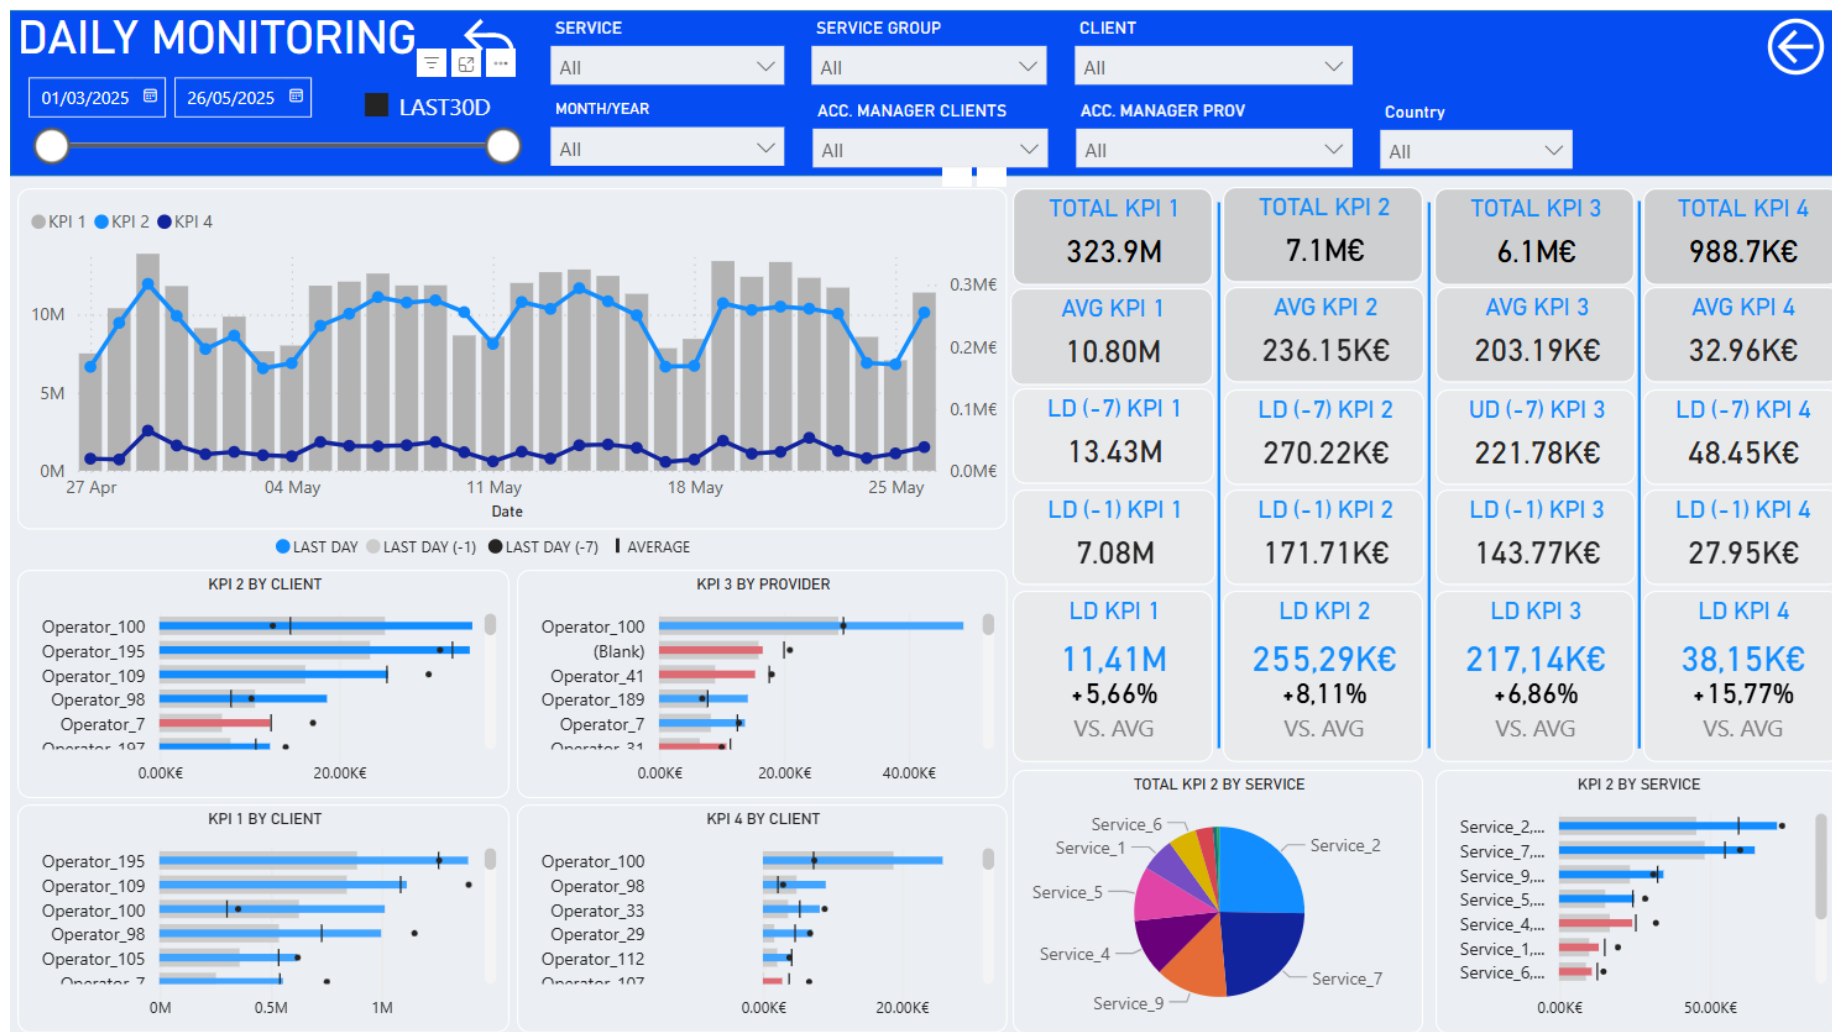 DAILY MONITORING
01/03/2025
26/05/2025
LAST30D
SERVICE
All
SERVICE GROUP
All
CLIENT
All
MONTH/YEAR
All
ACC. MANAGER CLIENTS
All
ACC. MANAGER PROV
All
Country
All
KPI 1 KPI 2 KPI 4
10M
5M
0M
0.3M€
0.2M€
0.1M€
0.0M€
27 Apr 04 May 11 May 18 May 25 May
Date
LAST DAY LAST DAY (-1) LAST DAY (-7) AVERAGE
TOTAL KPI 1
323.9M
TOTAL KPI 2
7.1M€
TOTAL KPI 3
6.1M€
TOTAL KPI 4
988.7K€
AVG KPI 1
10.80M
AVG KPI 2
236.15K€
AVG KPI 3
203.19K€
AVG KPI 4
32.96K€
LD (-7) KPI 1
13.43M
LD (-7) KPI 2
270.22K€
UD (-7) KPI 3
221.78K€
LD (-7) KPI 4
48.45K€
LD (-1) KPI 1
7.08M
LD (-1) KPI 2
171.71K€
LD (-1) KPI 3
143.77K€
LD (-1) KPI 4
27.95K€
LD KPI 1
11,41M
+5,66%
VS. AVG
LD KPI 2
255,29K€
+8,11%
VS. AVG
LD KPI 3
217,14K€
+6,86%
VS. AVG
LD KPI 4
38,15K€
+15,77%
VS. AVG
KPI 2 BY CLIENT
Operator_100
Operator_195
Operator_109
Operator_98
Operator_7
Operator_197
0.00K€ 20.00K€
KPI 3 BY PROVIDER
Operator_100
(Blank)
Operator_41
Operator_189
Operator_7
Operator_31
0.00K€ 20.00K€ 40.00K€
KPI 1 BY CLIENT
Operator_195
Operator_109
Operator_100
Operator_98
Operator_105
Operator_7
0M 0.5M 1M
KPI 4 BY CLIENT
Operator_100
Operator_98
Operator_33
Operator_29
Operator_112
Operator_107
0.00K€ 20.00K€
TOTAL KPI 2 BY SERVICE
Service_6
Service_1
Service_5
Service_4
Service_9
Service_2
Service_7
KPI 2 BY SERVICE
Service_2,...
Service_7,...
Service_9,...
Service_5,...
Service_4,...
Service_1,...
Service_6,...
0.00K€ 50.00K€